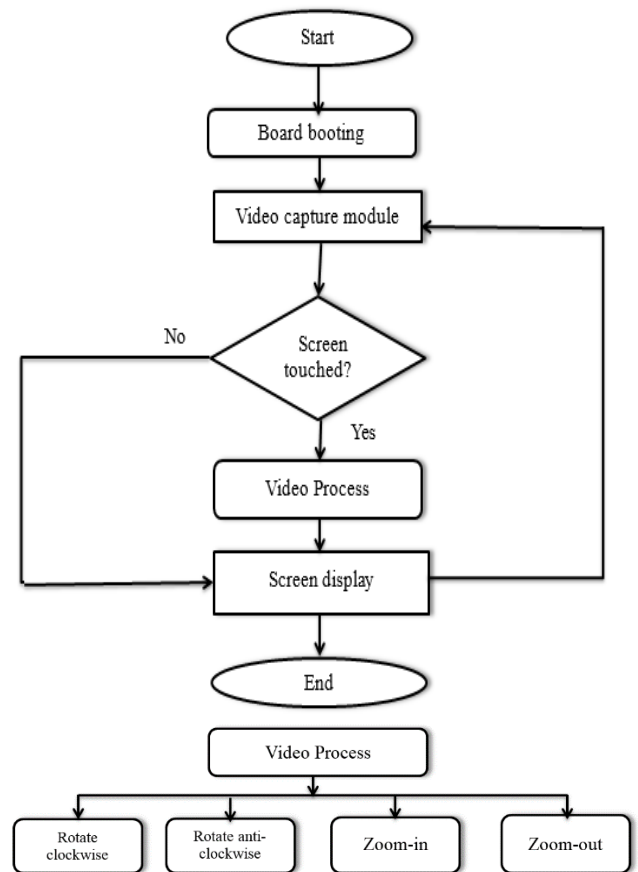 Start
Board booting
Video capture module
No
Screen
touched?
Yes
Video Process
Screen display
End
Video Process
Rotate
clockwise
Rotate anti-
clockwise
Zoom-in
Zoom-out